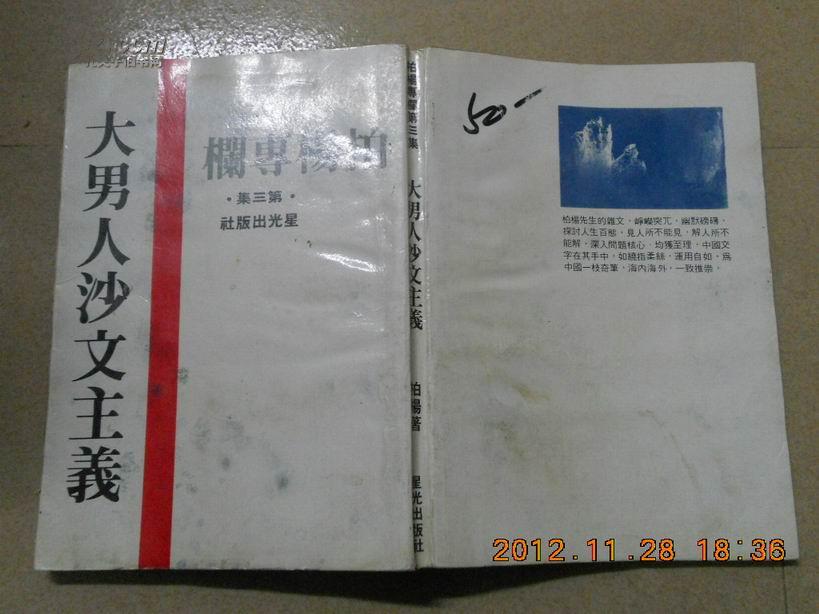 大男人沙文主義
柏楊專欄
·第三集·
星光出版社
柏楊專欄第三集
大男人沙文主義
柏楊著
星光出版社
50—
柏楊先生的雜文，崢嶸突兀，幽默磅礴，
探討人生百態，見人所不能見，解人所不
能解，深入問題核心，均獲至理，中國文
字在其手中，如繞指柔絲，運用自如，爲
中國一枝奇筆，海內海外，一致推崇。
2012.11.28 18:36